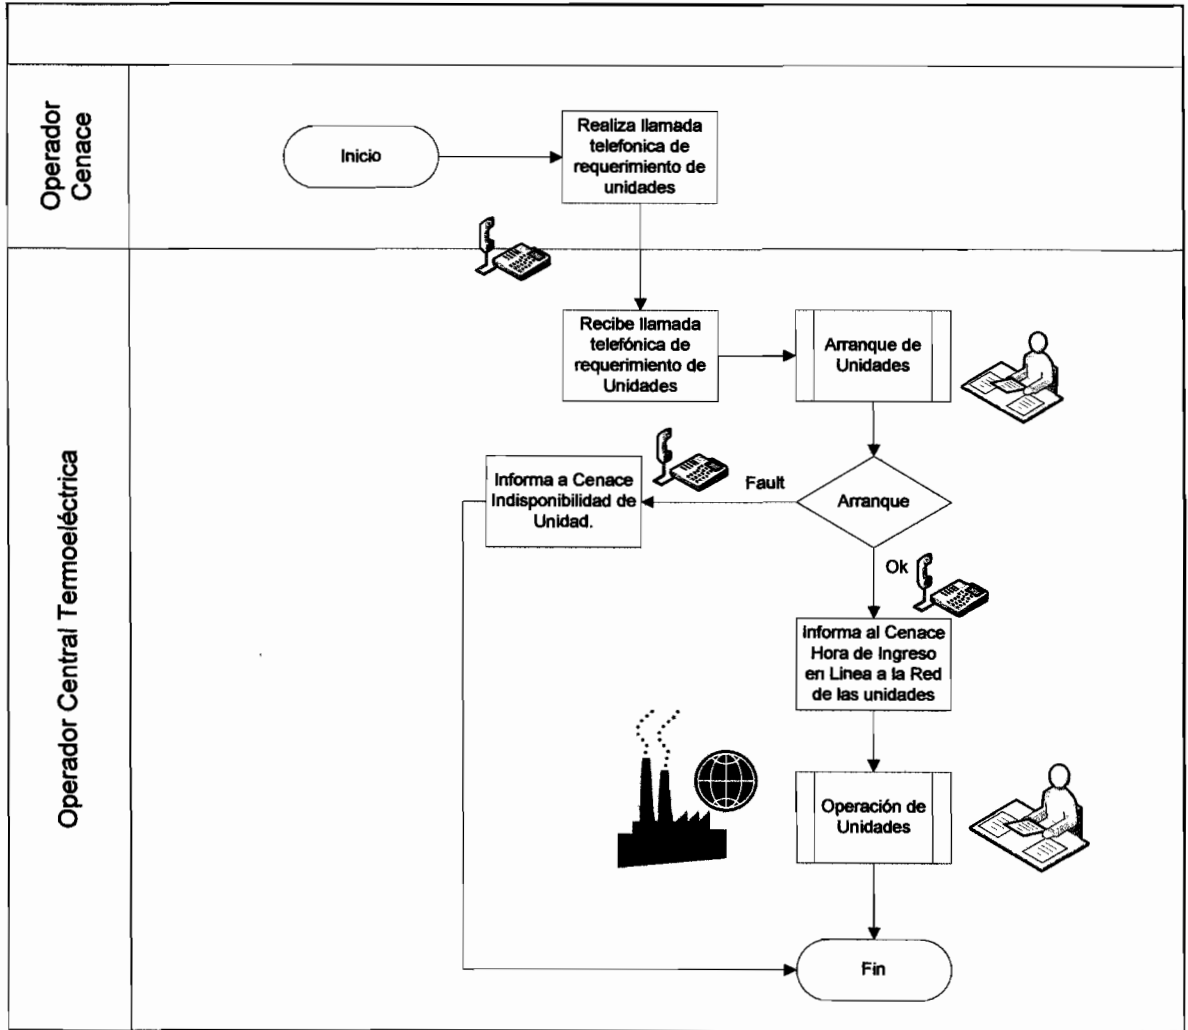 Operador
Cenace
Inicio
Realiza llamada
telefonica de
requerimiento de
unidades
Operador Central Termoeléctrica
Recibe llamada
telefónica de
requerimiento de
Unidades
Arranque de
Unidades
Informa a Cenace
Indisponibilidad de
Unidad.
Fault
Arranque
Ok
Informa al Cenace
Hora de Ingreso
en Linea a la Red
de las unidades
Operación de
Unidades
Fin